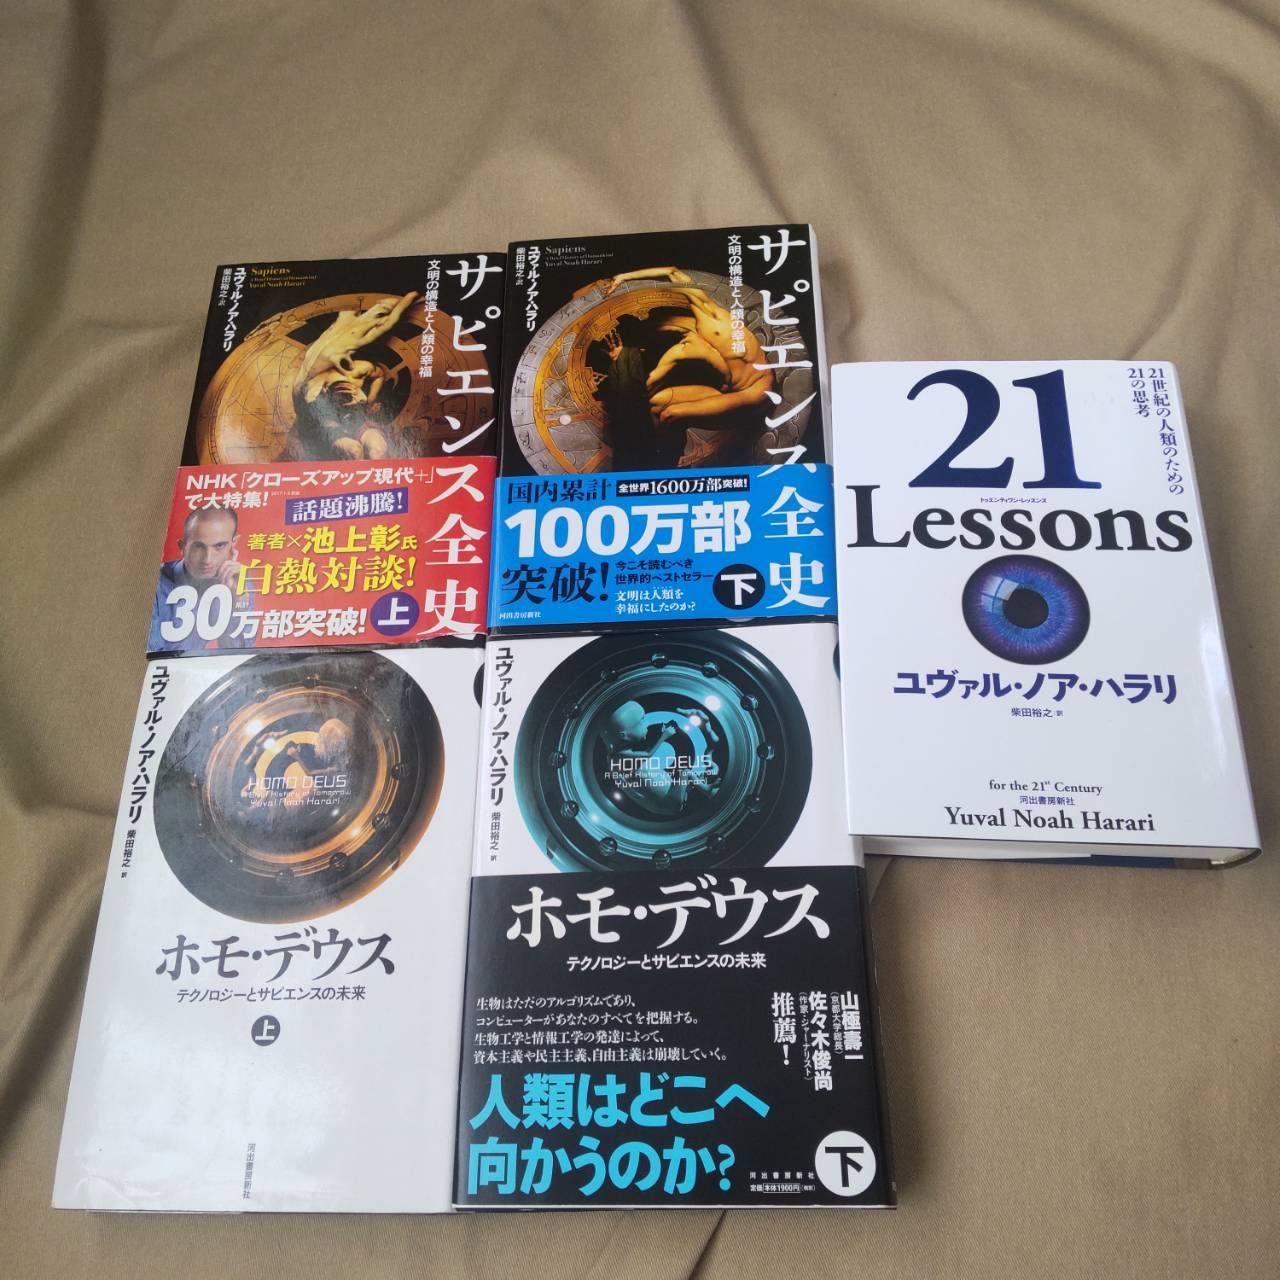 Sapiens
A Brief History of Humankind
Yuval Noah Harari
サピエンス全史
文明の構造と人類の幸福
ユヴァル・ノア・ハラリ
柴田裕之・訳
NHK「クローズアップ現代+」
で大特集!
話題沸騰!
著者×池上彰氏
白熱対談!
累計
30万部突破!
上
Sapiens
A Brief History of Humankind
Yuval Noah Harari
サピエンス全史
文明の構造と人類の幸福
ユヴァル・ノア・ハラリ
柴田裕之・訳
国内累計
全世界1600万部突破!
100万部
突破!
今こそ読むべき
世界的ベストセラー
文明は人類を
幸福にしたのか?
下
河出書房新社
21世紀の人類のための
21の思考
21
トゥエンティワン・レッスンズ
Lessons
ユヴァル・ノア・ハラリ
柴田裕之・訳
for the 21st Century
河出書房新社
Yuval Noah Harari
ユヴァル・ノア・ハラリ
柴田裕之 訳
HOMO DEUS
A Brief History of Tomorrow
Yuval Noah Harari
ホモ・デウス
テクノロジーとサピエンスの未来
上
河出書房新社
ユヴァル・ノア・ハラリ
柴田裕之 訳
HOMO DEUS
A Brief History of Tomorrow
Yuval Noah Harari
ホモ・デウス
テクノロジーとサピエンスの未来
山極壽一
(京都大学総長)
佐々木俊尚
(作家・ジャーナリスト)
推薦!
生物はただのアルゴリズムであり、
コンピューターがあなたのすべてを把握する。
生物工学と情報工学の発達によって、
資本主義や民主主義、自由主義は崩壊していく。
人類はどこへ
向かうのか?
下
河出書房新社
定価 本体1900円(税別)